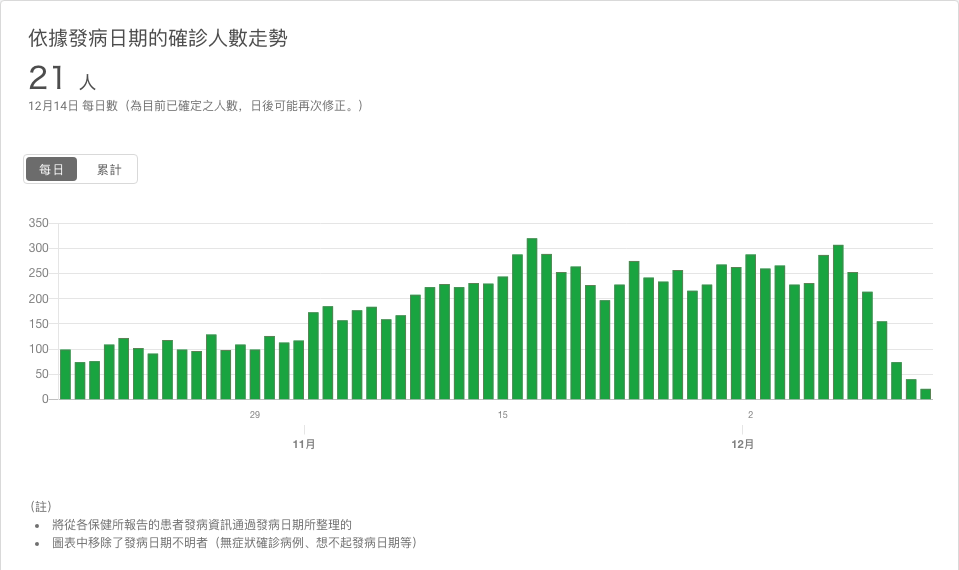 依據發病日期的確診人數走勢
21 人
12月14日 每日數（為目前已確定之人數，日後可能再次修正。）
每日 累計
350
300
250
200
150
100
50
0
29 15 2
11月 12月
（註）
• 將從各保健所報告的患者發病資訊通過發病日期所整理的
• 圖表中移除了發病日期不明者（無症狀確診病例、想不起發病日期等）